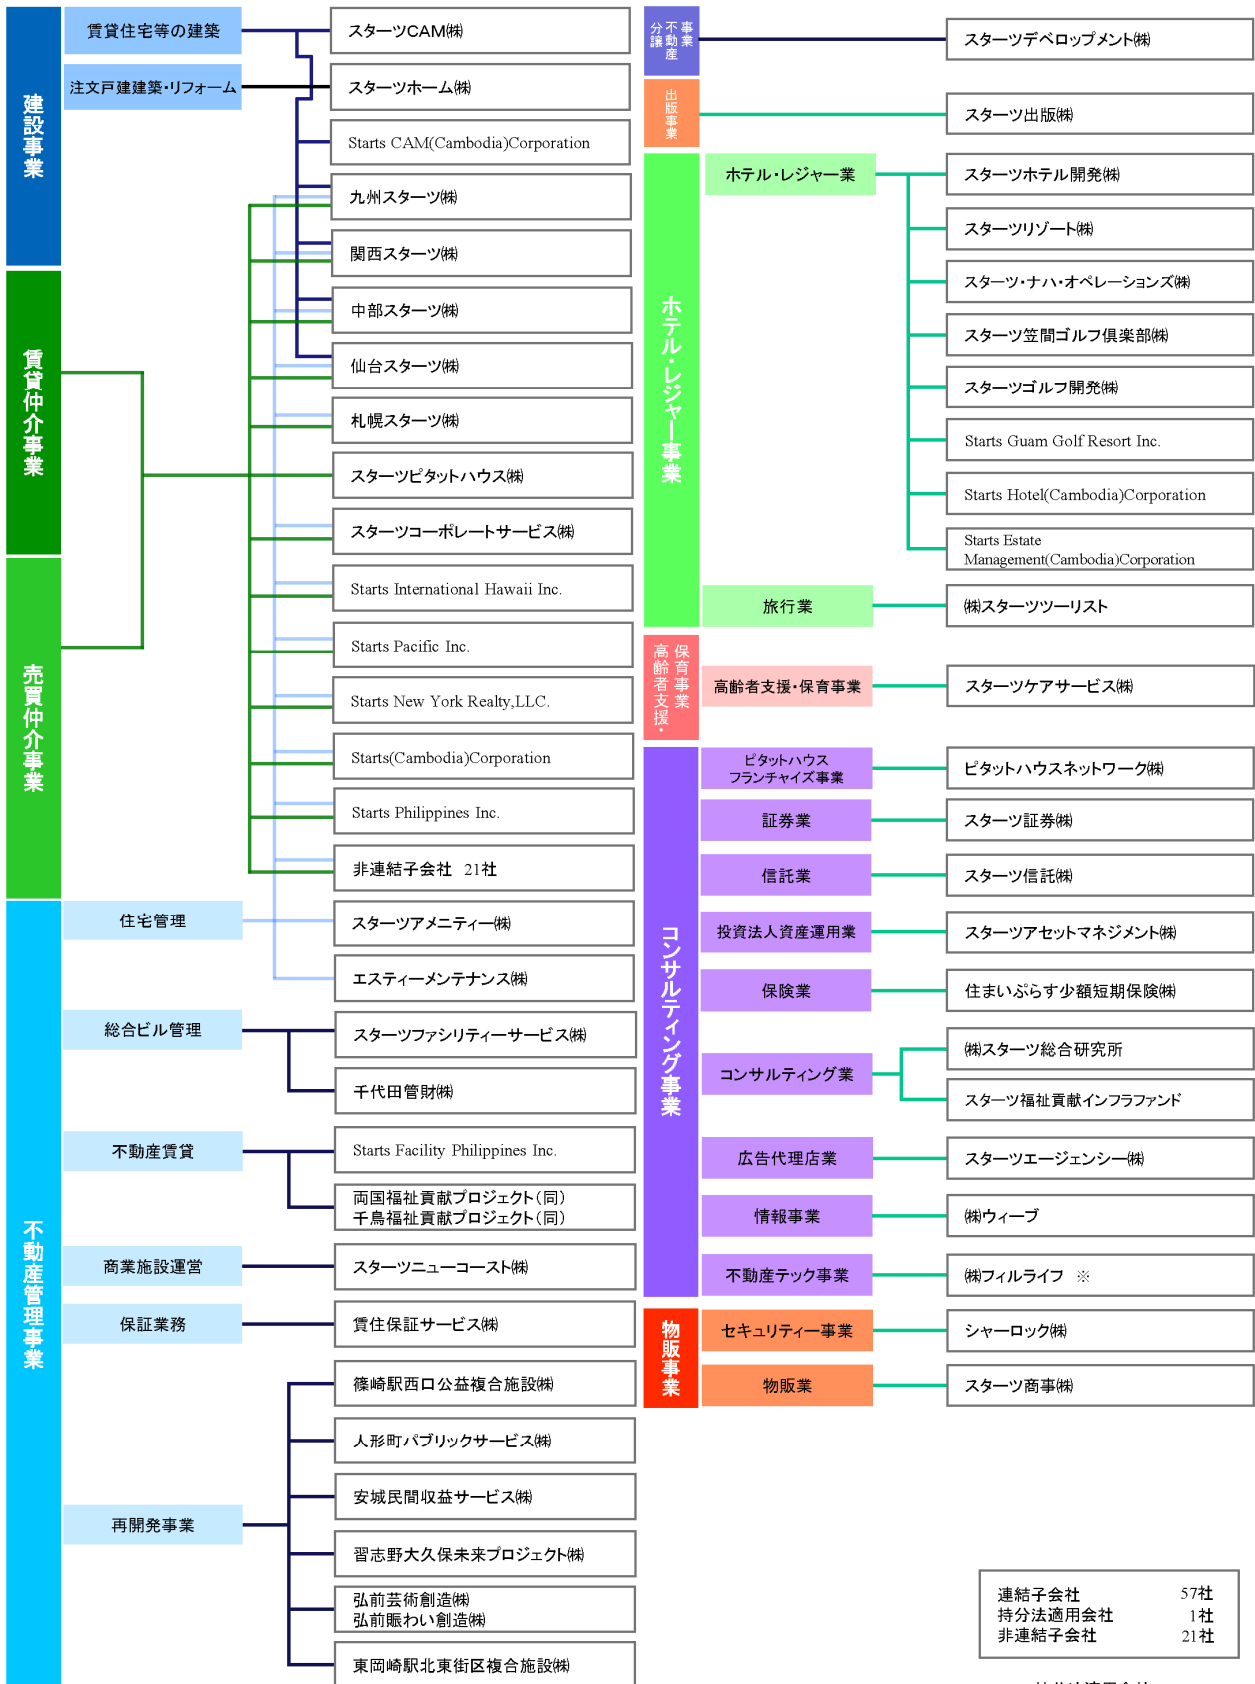 建設事業
賃貸住宅等の建築
スターツCAM㈱
注文戸建建築・リフォーム
スターツホーム㈱
Starts CAM(Cambodia)Corporation
九州スターツ㈱
関西スターツ㈱
中部スターツ㈱
仙台スターツ㈱
札幌スターツ㈱
賃貸仲介事業
スターツピタットハウス㈱
スターツコーポレートサービス㈱
Starts International Hawaii Inc.
Starts Pacific Inc.
Starts New York Realty,LLC.
売買仲介事業
Starts(Cambodia)Corporation
Starts Philippines Inc.
非連結子会社 21社
不動産管理事業
住宅管理
スターツアメニティー㈱
エスティーメンテナンス㈱
総合ビル管理
スターツファシリティーサービス㈱
千代田管財㈱
不動産賃貸
Starts Facility Philippines Inc.
両国福祉貢献プロジェクト(同)
千鳥福祉貢献プロジェクト(同)
商業施設運営
スターツニューコースト㈱
保証業務
賃住保証サービス㈱
再開発事業
篠崎駅西口公益複合施設㈱
人形町パブリックサービス㈱
安城民間収益サービス㈱
習志野大久保未来プロジェクト㈱
弘前芸術創造㈱
弘前賑わい創造㈱
東岡崎駅北東街区複合施設㈱
分譲
不動産
事業
スターツデベロップメント㈱
出版事業
スターツ出版㈱
ホテル・レジャー事業
ホテル・レジャー業
スターツホテル開発㈱
スターツリゾート㈱
スターツ・ナハ・オペレーションズ㈱
スターツ笠間ゴルフ倶楽部㈱
スターツゴルフ開発㈱
Starts Guam Golf Resort Inc.
Starts Hotel(Cambodia)Corporation
Starts Estate
Management(Cambodia)Corporation
旅行業
㈱スターツツーリスト
高齢者支援・
保育事業
高齢者支援・保育事業
スターツケアサービス㈱
コンサルティング事業
ピタットハウス
フランチャイズ事業
ピタットハウスネットワーク㈱
証券業
スターツ証券㈱
信託業
スターツ信託㈱
投資法人資産運用業
スターツアセットマネジメント㈱
保険業
住まいぷらす少額短期保険㈱
コンサルティング業
㈱スターツ総合研究所
スターツ福祉貢献インフラファンド
広告代理店業
スターツエージェンシー㈱
情報事業
㈱ウィーブ
不動産テック事業
㈱フィルライフ ※
物販事業
セキュリティー事業
シャーロック㈱
物販業
スターツ商事㈱
連結子会社 57社
持分法適用会社 1社
非連結子会社 21社